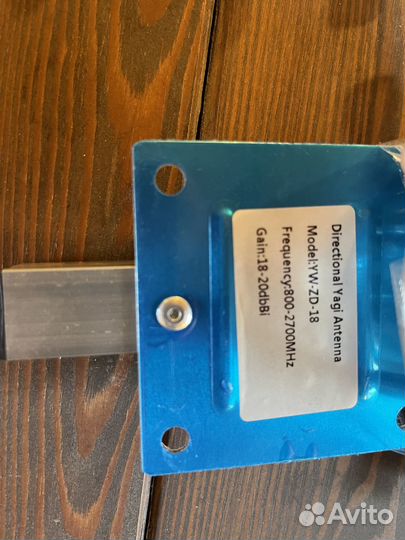 Directional Yagi Antenna
Model:YW-ZD-18
Frequency:800-2700MHz
Gain:18-20dbBi
Avito